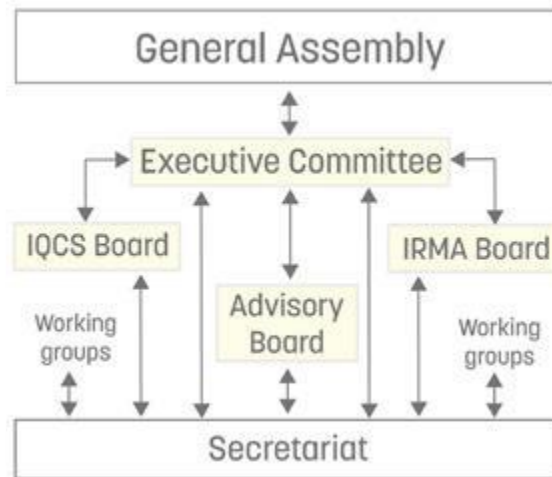 General Assembly
Executive Committee
IQCS Board
IRMA Board
Advisory
Board
Working
groups
Working
groups
Secretariat